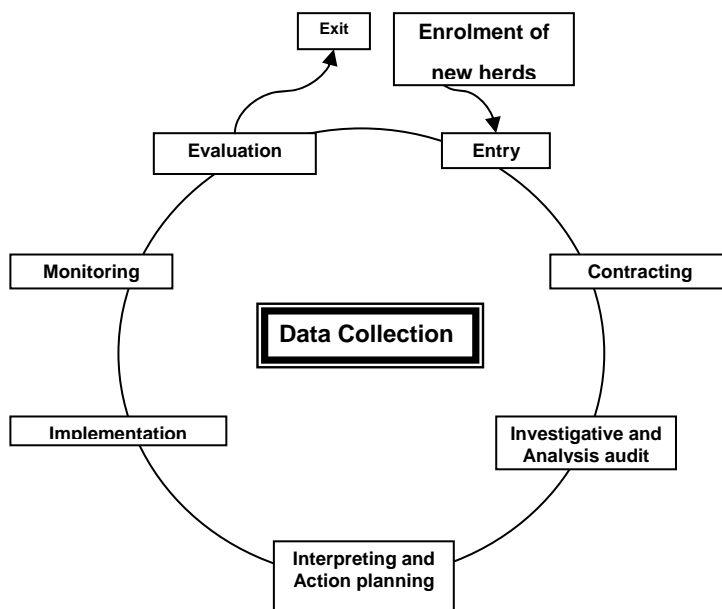 Exit
Enrolment of
new herds
Evaluation
Entry
Monitoring
Contracting
Data Collection
Implementation
Investigative and
Analysis audit
Interpreting and
Action planning